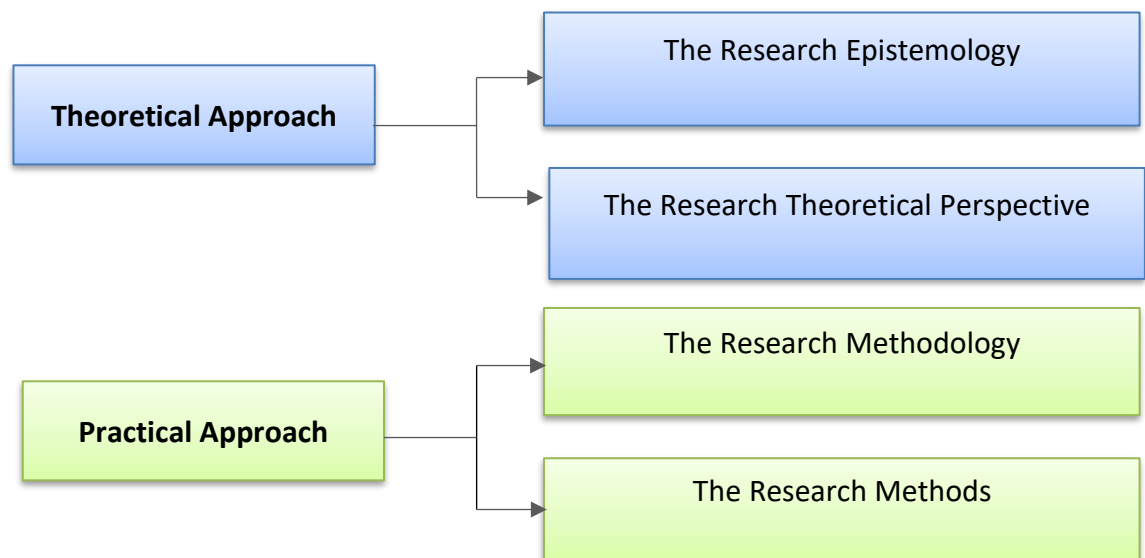 The Research Epistemology
Theoretical Approach
The Research Theoretical Perspective
The Research Methodology
Practical Approach
The Research Methods